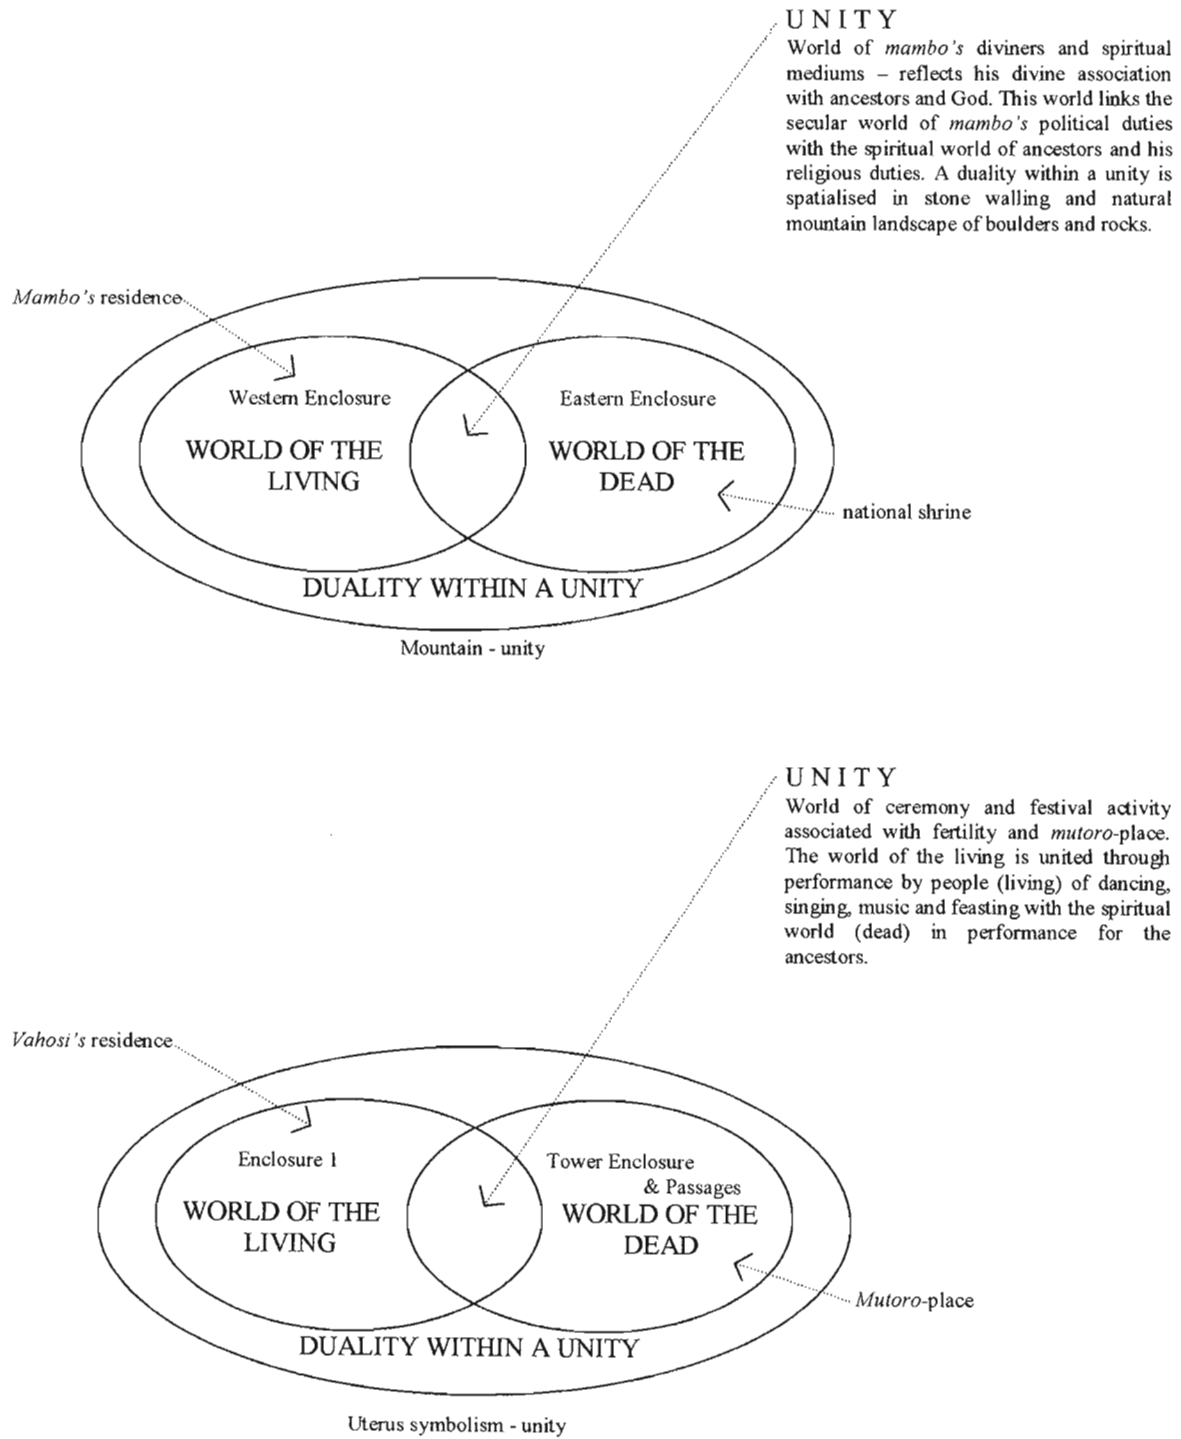 UNITY
World of mambo's diviners and spiritual
mediums – reflects his divine association
with ancestors and God. This world links the
secular world of mambo's political duties
with the spiritual world of ancestors and his
religious duties. A duality within a unity is
spatialised in stone walling and natural
mountain landscape of boulders and rocks.
Mambo's residence
Western Enclosure
Eastern Enclosure
WORLD OF THE
LIVING
WORLD OF THE
DEAD
national shrine
DUALITY WITHIN A UNITY
Mountain - unity
UNITY
World of ceremony and festival activity
associated with fertility and mutoro-place.
The world of the living is united through
performance by people (living) of dancing,
singing, music and feasting with the spiritual
world (dead) in performance for the
ancestors.
Vahosi's residence
Enclosure 1
Tower Enclosure
& Passages
WORLD OF THE
LIVING
WORLD OF THE
DEAD
Mutoro-place
DUALITY WITHIN A UNITY
Uterus symbolism - unity